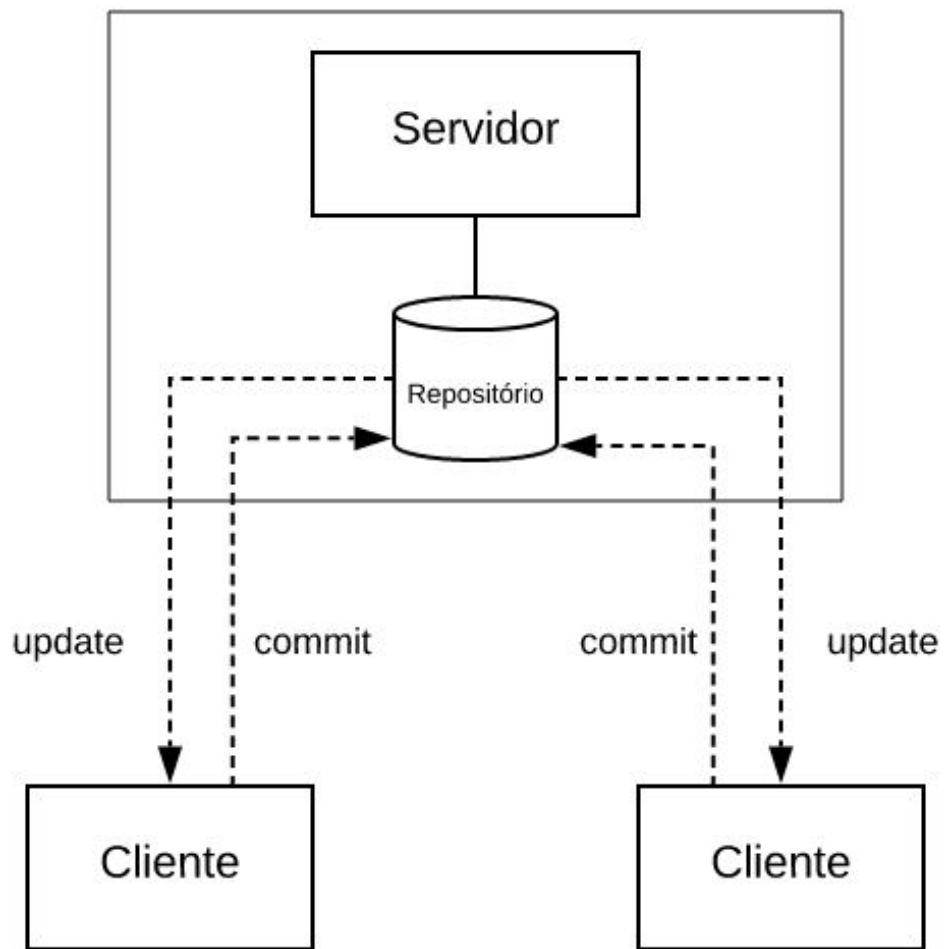 Servidor
Repositório
update
commit
commit
update
Cliente
Cliente